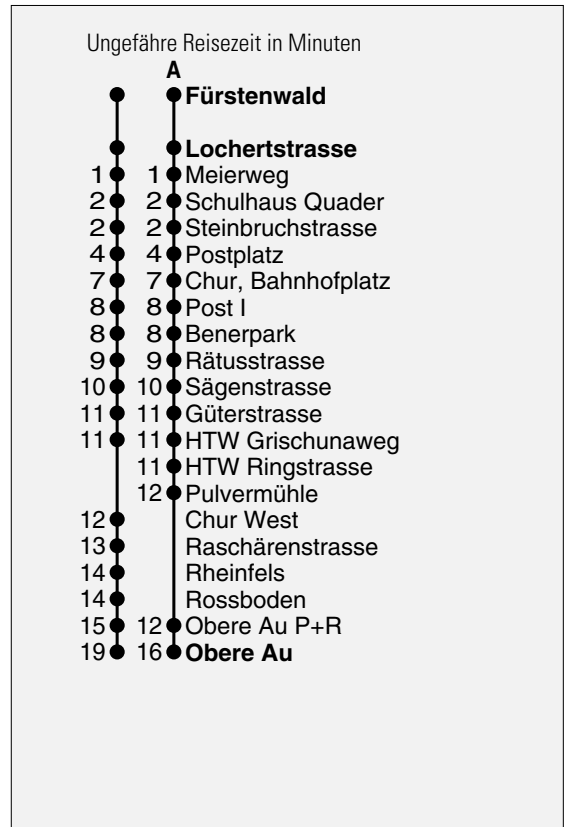 Ungefähre Reisezeit in Minuten
A
Fürstenwald
Lochertstrasse
1 1 Meierweg
2 2 Schulhaus Quader
2 2 Steinbruchstrasse
4 4 Postplatz
7 7 Chur, Bahnhofplatz
8 8 Post I
8 8 Benerpark
9 9 Rätusstrasse
10 10 Sägenstrasse
11 11 Güterstrasse
11 11 HTW Grischunaweg
11 HTW Ringstrasse
12 Pulvermühle
12 Chur West
13 Raschärenstrasse
14 Rheinfels
14 Rossboden
15 12 Obere Au P+R
19 16 Obere Au